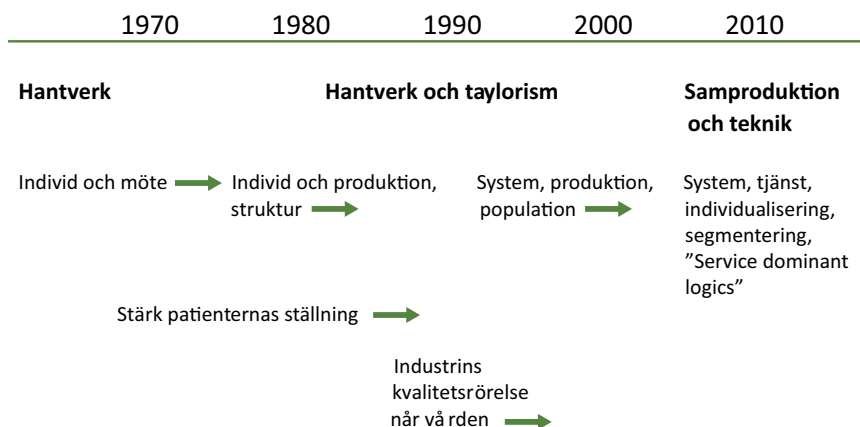 1970 1980 1990 2000 2010
Hantverk Hantverk och taylorism Samproduktion
och teknik
Individ och möte Individ och produktion, System, produktion, System, tjänst,
struktur population individualisering,
segmentering,
”Service dominant
logics”
Stärk patienternas ställning
Industrins
kvalitetsrörelse
når vå rden